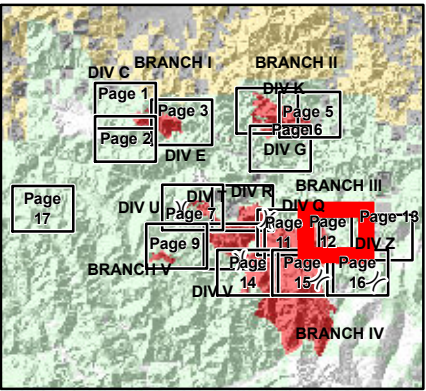 BRANCH I
BRANCH II
DIV C
DIV K
Page 1
Page 3
Page 5
Page 6
Page 2
DIV E
DIV G
BRANCH III
DIV R
Page
17
DIV U
DIV Q
Page 7
Page
11
Page
12
Page 13
Page 9
DIV Z
BRANCH V
Page
14
Page
15
Page
16
DIV V
BRANCH IV